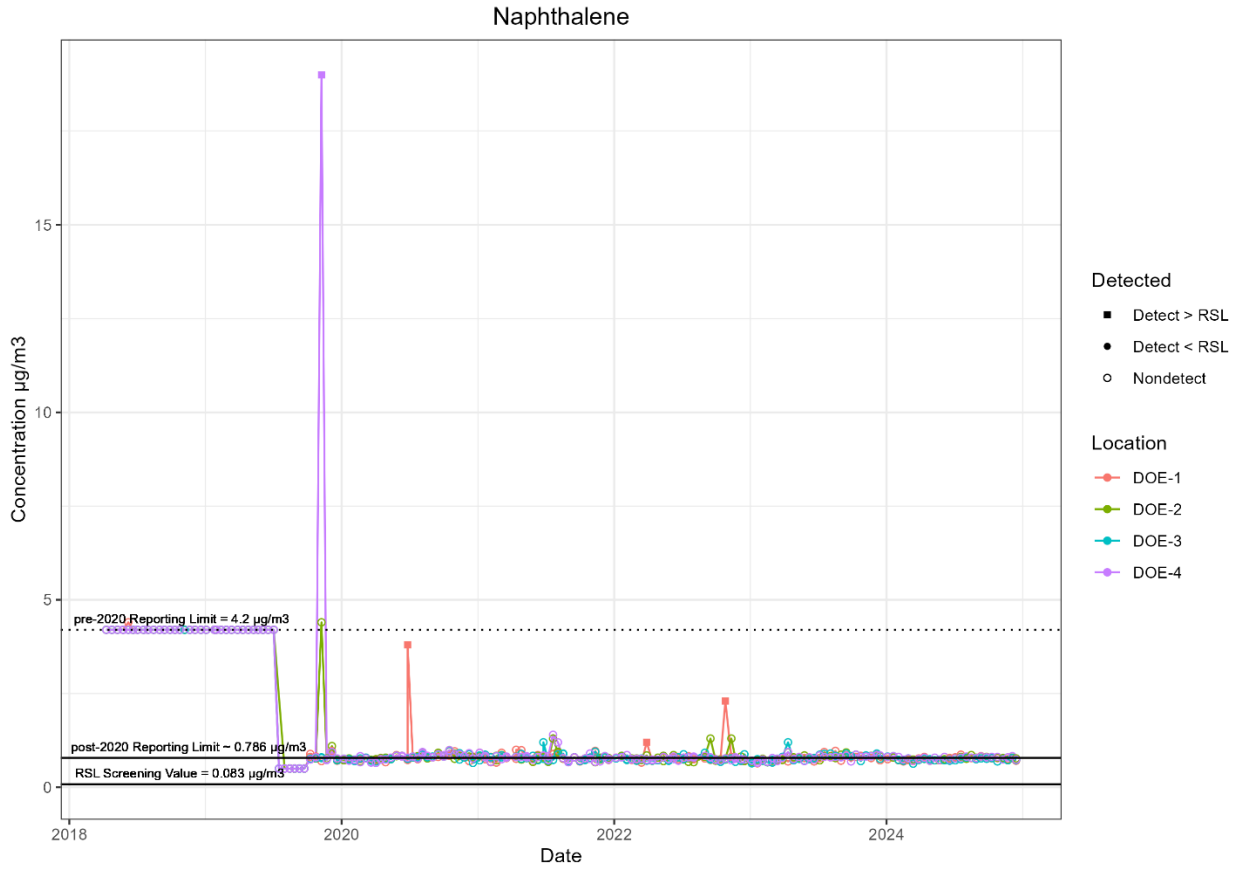 Naphthalene
Concentration µg/m3
15
10
5
0
pre-2020 Reporting Limit = 4.2 µg/m3
post-2020 Reporting Limit ~ 0.786 µg/m3
RSL Screening Value = 0.083 µg/m3
2018
2020
2022
2024
Date
Detected
Detect > RSL
Detect < RSL
Nondetect
Location
DOE-1
DOE-2
DOE-3
DOE-4